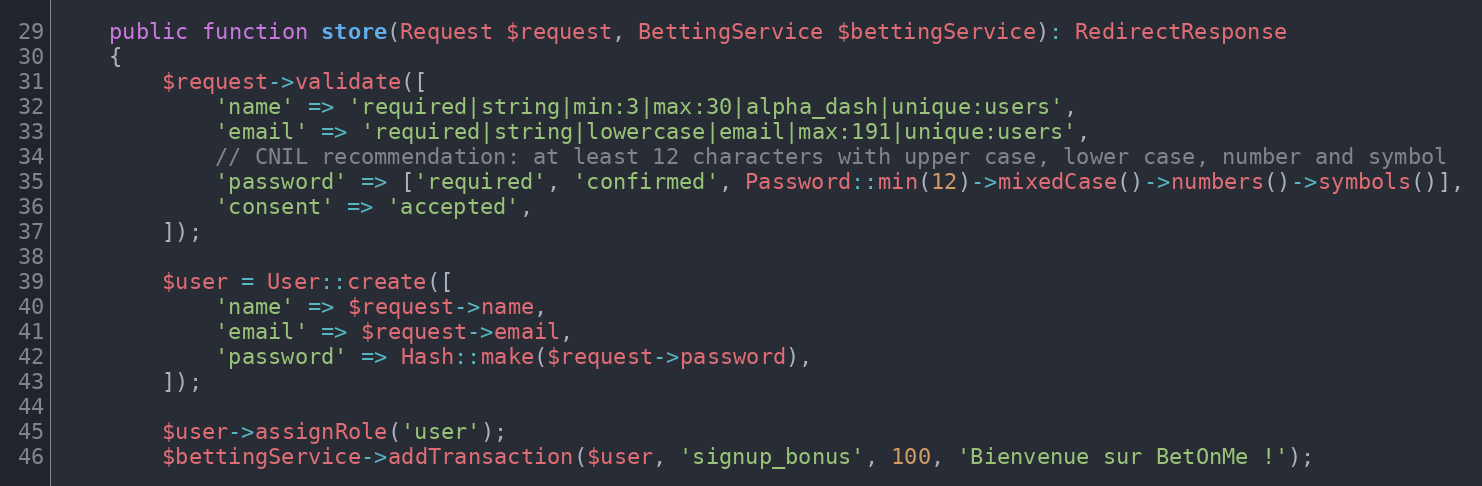 29 public function store(Request $request, BettingService $bettingService): RedirectResponse
30 {
31 $request->validate([
32 'name' => 'required|string|min:3|max:30|alpha_dash|unique:users',
33 'email' => 'required|string|lowercase|email|max:191|unique:users',
34 // CNIL recommendation: at least 12 characters with upper case, lower case, number and symbol
35 'password' => ['required', 'confirmed', Password::min(12)->mixedCase()->numbers()->symbols()],
36 'consent' => 'accepted',
37 ]);
38
39 $user = User::create([
40 'name' => $request->name,
41 'email' => $request->email,
42 'password' => Hash::make($request->password),
43 ]);
44
45 $user->assignRole('user');
46 $bettingService->addTransaction($user, 'signup_bonus', 100, 'Bienvenue sur BetOnMe !');